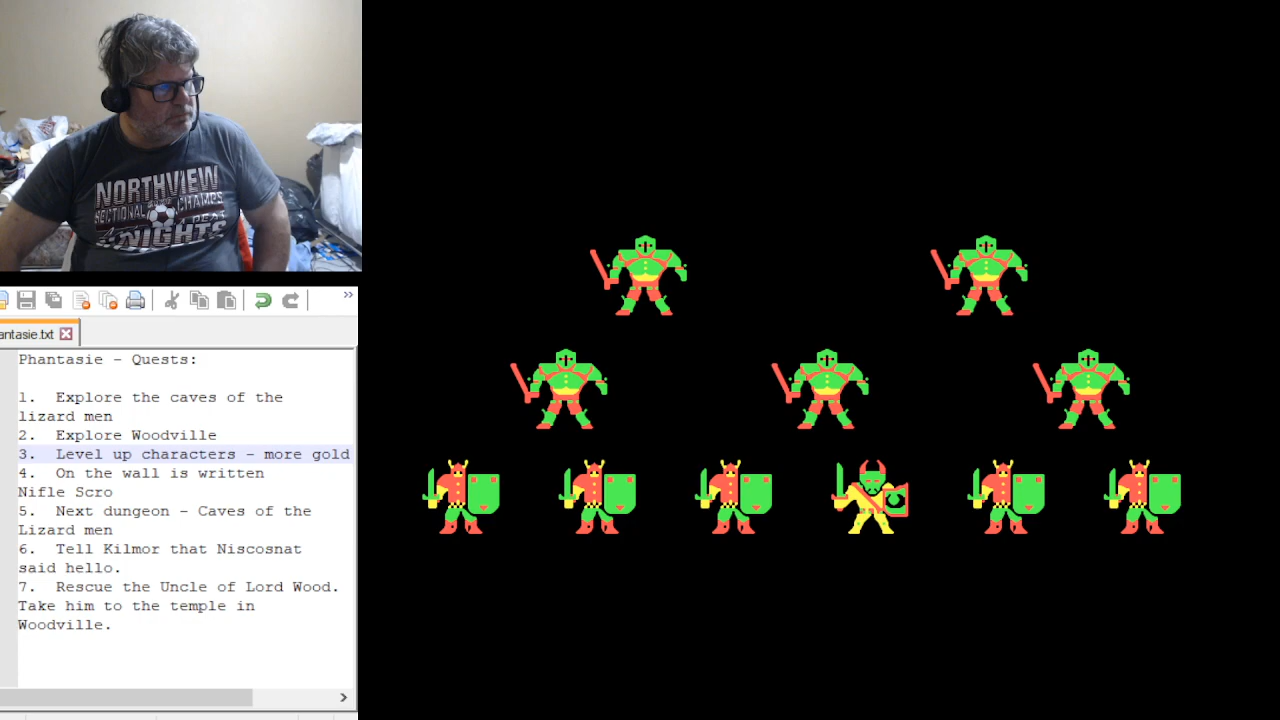 NORTHVIEW
SECTIONAL CHAMPS
KNIGHTS
antasie.txt
Phantasie - Quests:
1. Explore the caves of the
lizard men
2. Explore Woodville
3. Level up characters - more gold
4. On the wall is written
Nifle Scro
5. Next dungeon - Caves of the
Lizard men
6. Tell Kilmor that Niscosnat
said hello.
7. Rescue the Uncle of Lord Wood.
Take him to the temple in
Woodville.